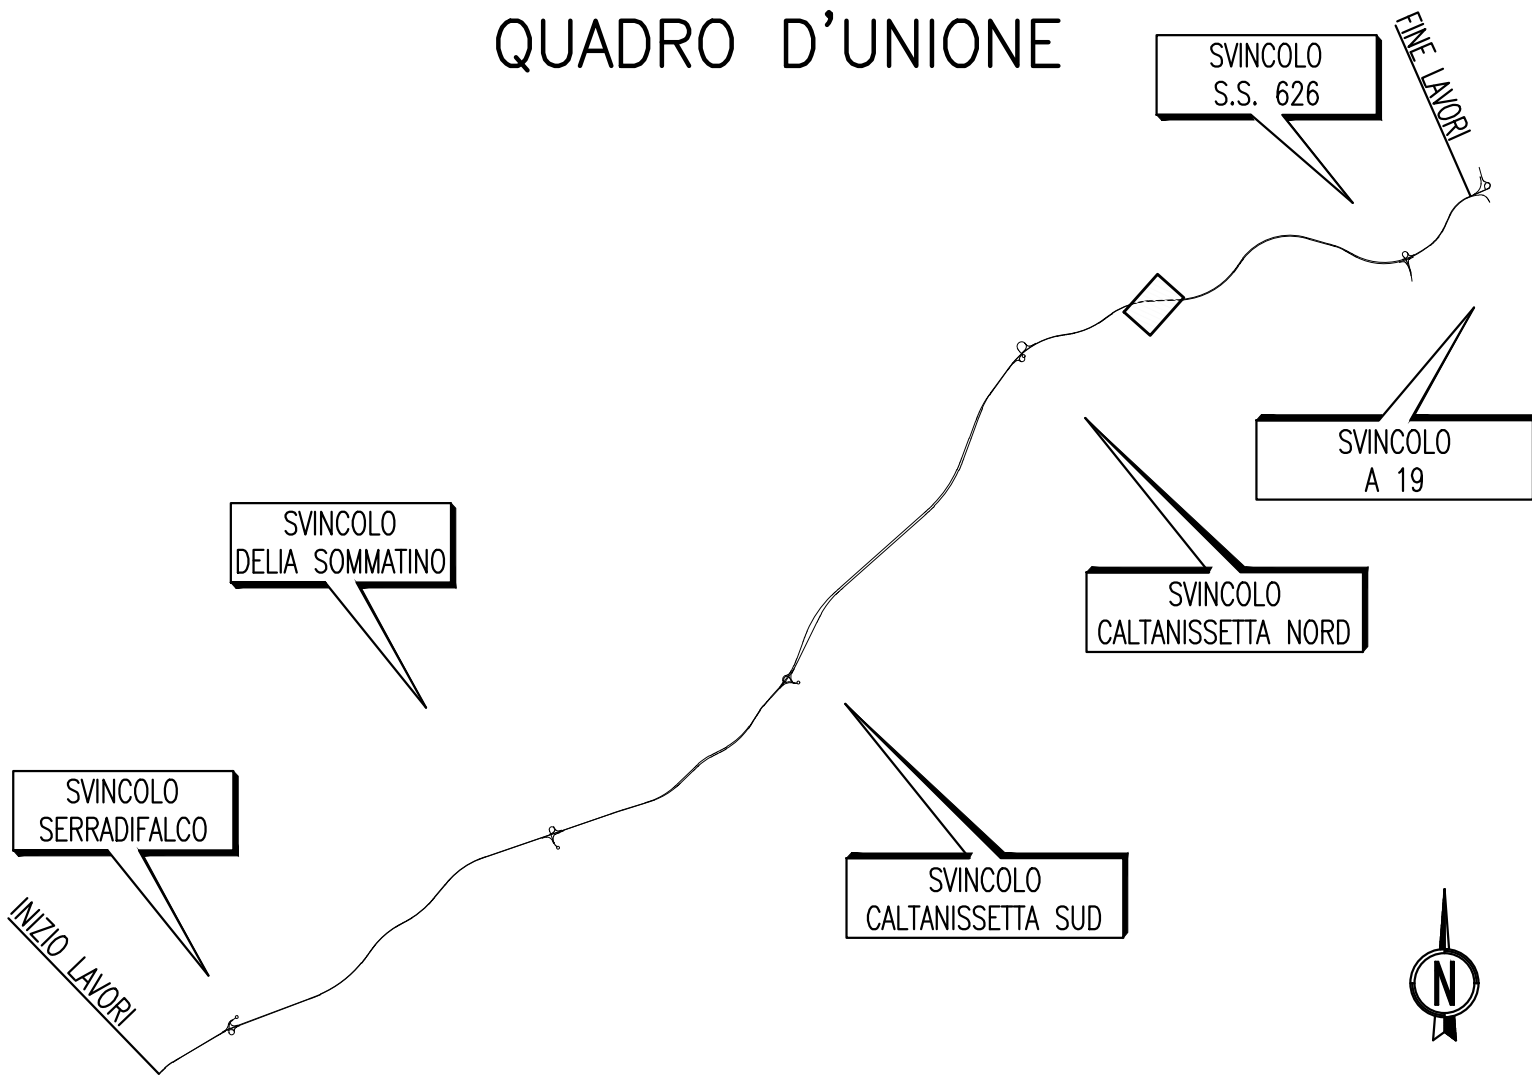 QUADRO D'UNIONE
SVINCOLO
S.S. 626
FINE LAVORI
SVINCOLO
A 19
SVINCOLO
DELIA SOMMATINO
SVINCOLO
CALTANISSETTA NORD
SVINCOLO
SERRADIFALCO
SVINCOLO
CALTANISSETTA SUD
INIZIO LAVORI
N